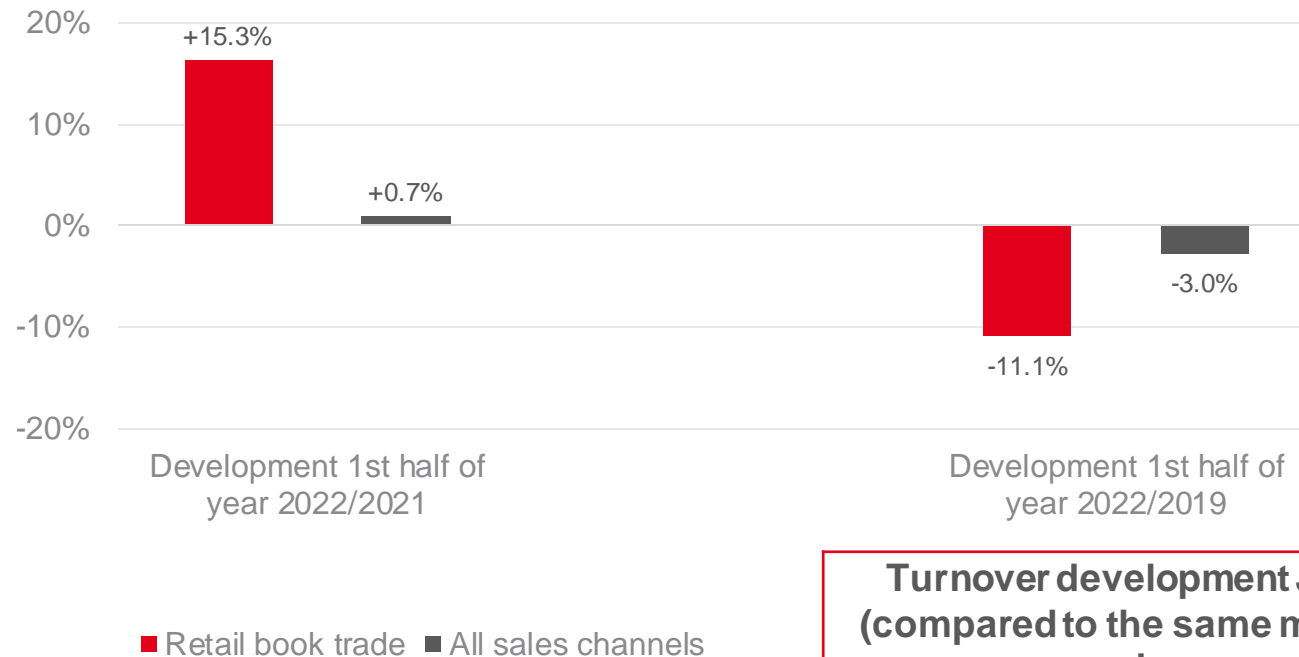 20%
+15.3%
10%
+0.7%
0%
-3.0%
-10%
-11.1%
-20%
Development 1st half of
year 2022/2021
Development 1st half of
year 2022/2019
Turnover development
(compared to the same
Retail book trade All sales channels